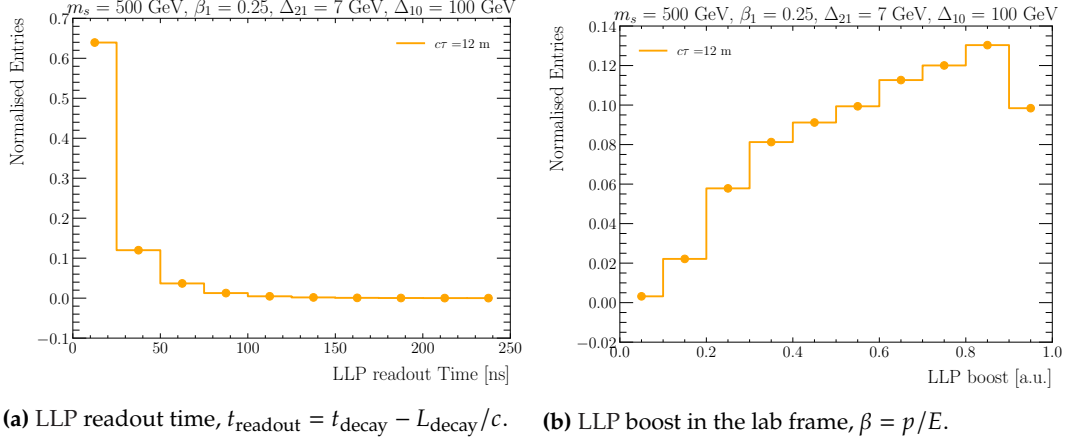 m_s = 500 GeV, β_1 = 0.25, Δ_21 = 7 GeV, Δ_10 = 100 GeV
Normalised Entries
cτ =12 m
0.7
0.6
0.5
0.4
0.3
0.2
0.1
0.0
−0.1
0 50 100 150 200 250
LLP readout Time [ns]
(a) LLP readout time, t_readout = t_decay − L_decay/c.
m_s = 500 GeV, β_1 = 0.25, Δ_21 = 7 GeV, Δ_10 = 100 GeV
Normalised Entries
cτ =12 m
0.14
0.12
0.10
0.08
0.06
0.04
0.02
0.00
−0.02
0.0 0.2 0.4 0.6 0.8 1.0
LLP boost [a.u.]
(b) LLP boost in the lab frame, β = p/E.